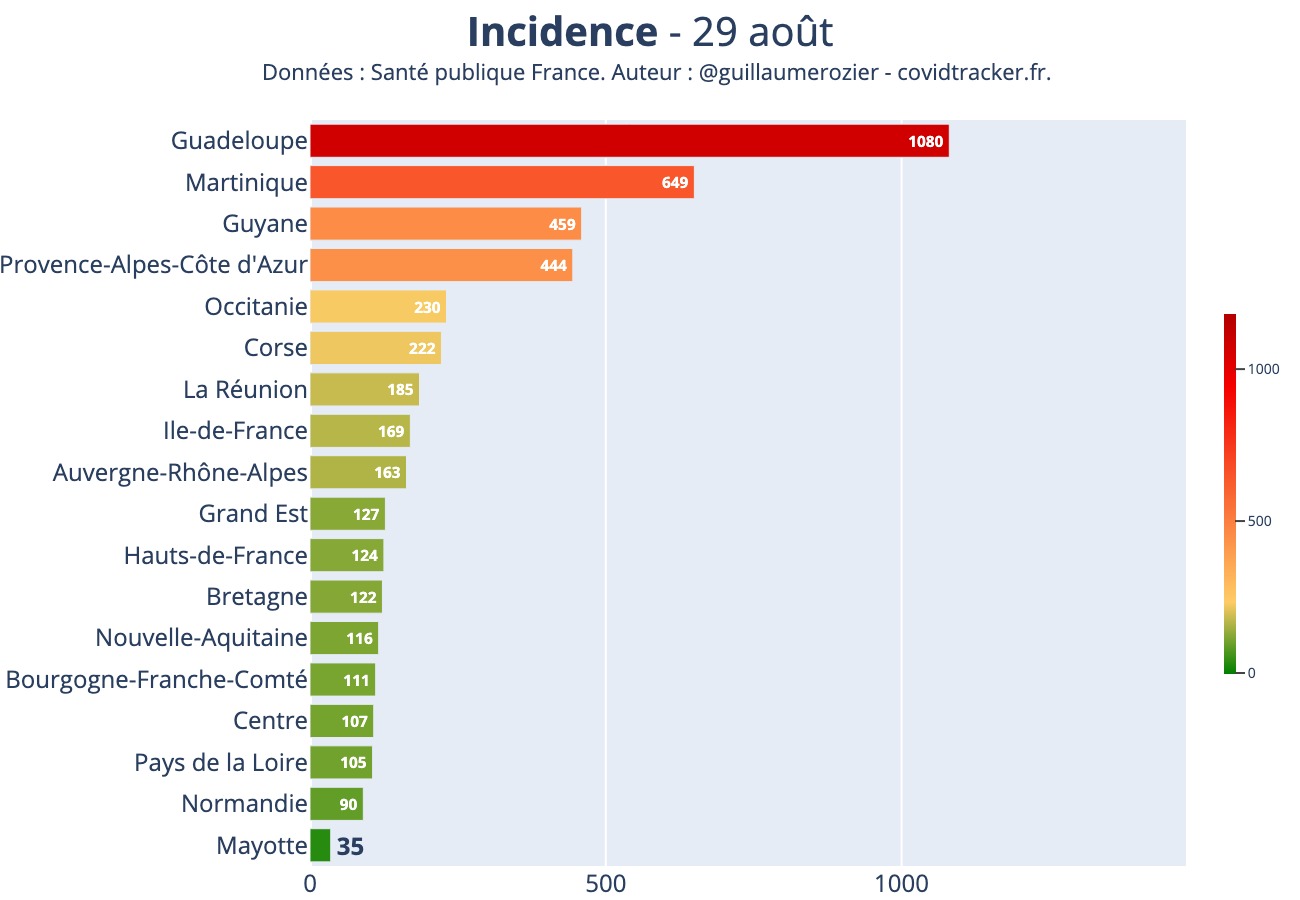 Incidence - 29 août
Données : Santé publique France. Auteur : @guillaumerozier - covidtracker.fr.
Guadeloupe 1080
Martinique 649
Guyane 459
Provence-Alpes-Côte d'Azur 444
Occitanie 230
Corse 222
La Réunion 185
Ile-de-France 169
Auvergne-Rhône-Alpes 163
Grand Est 127
Hauts-de-France 124
Bretagne 122
Nouvelle-Aquitaine 116
Bourgogne-Franche-Comté 111
Centre 107
Pays de la Loire 105
Normandie 90
Mayotte 35
0 500 1000
1000
500
0